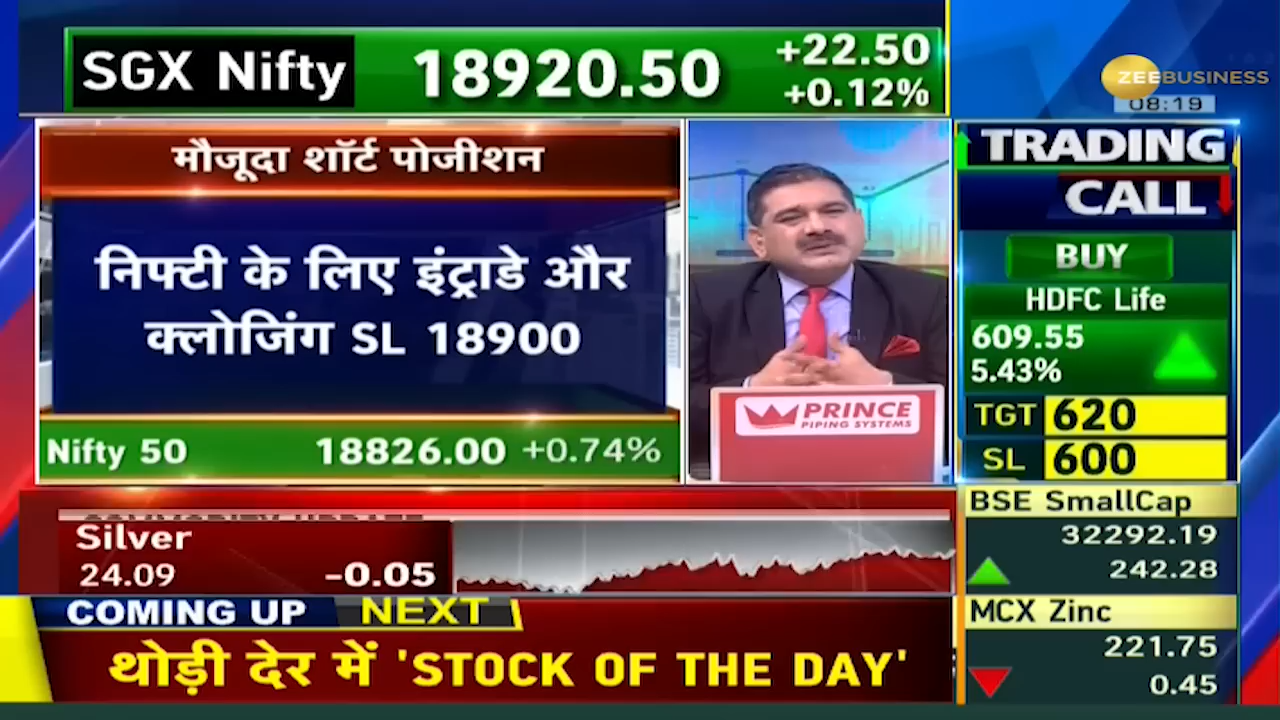 SGX Nifty 18920.50 +22.50
+0.12%
ZEEBUSINESS
08:19
मौजूदा शॉर्ट पोजीशन
निफ्टी के लिए इंट्राडे और
क्लोजिंग SL 18900
Nifty 50 18826.00 +0.74%
PRINCE
PIPING SYSTEMS
TRADING
CALL
BUY
HDFC Life
609.55
5.43%
TGT 620
SL 600
BSE SmallCap
32292.19
242.28
MCX Zinc
221.75
0.45
Silver
24.09 -0.05
COMING UP NEXT
थोड़ी देर में 'STOCK OF THE DAY'